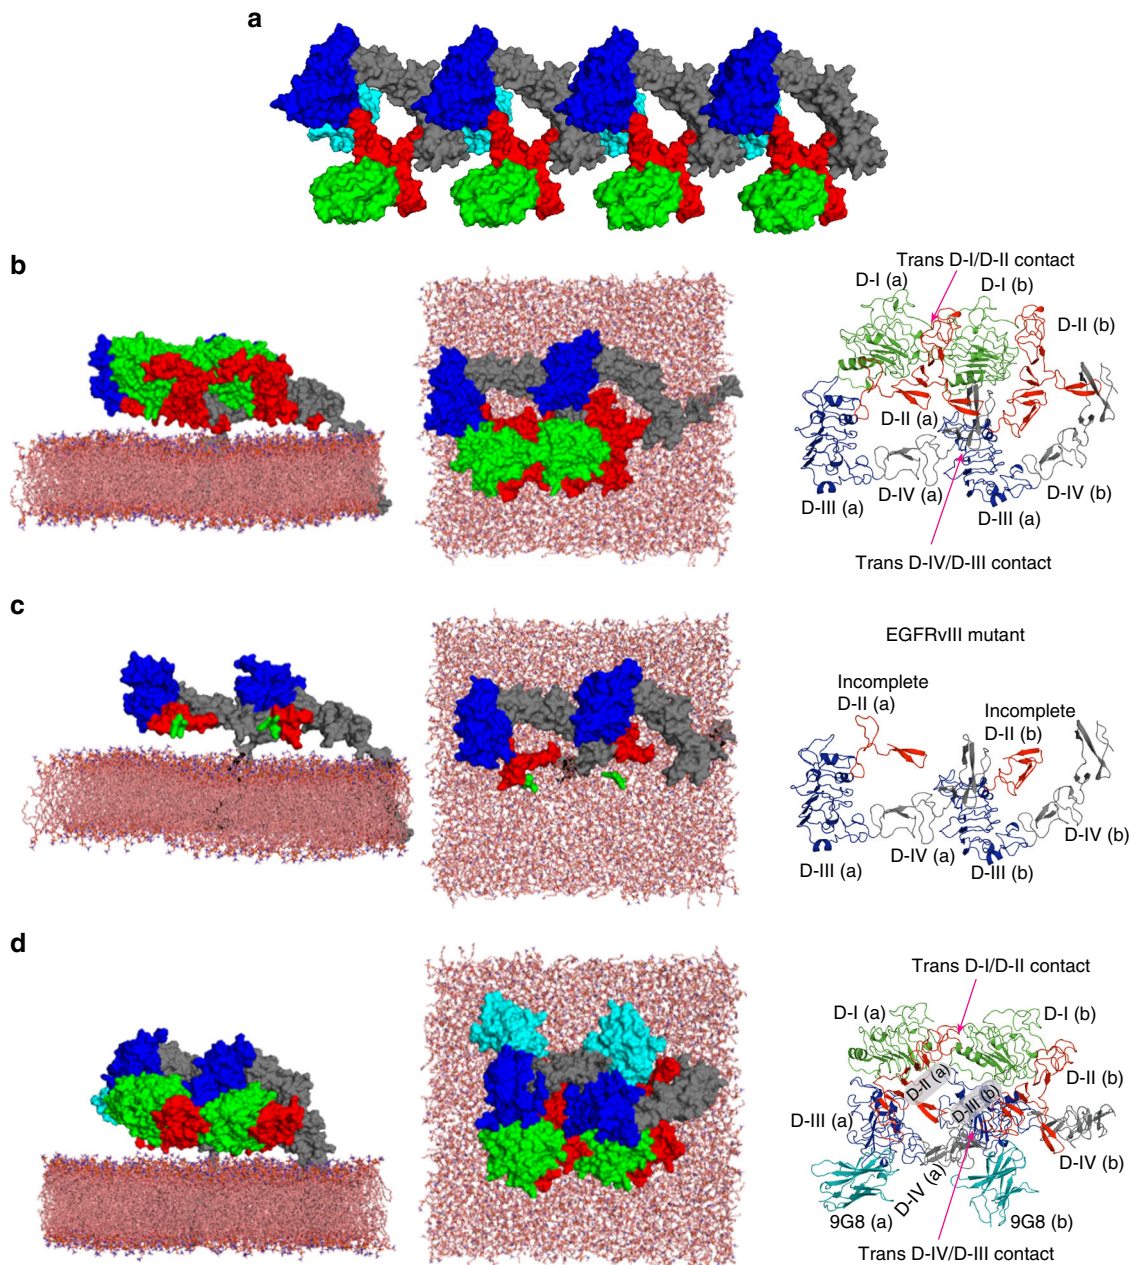 a
b
Trans D-I/D-II contact
D-I (a)
D-I (b)
D-II (b)
D-II (a)
D-IV (a)
D-IV (b)
D-III (a)
D-III (a)
Trans D-IV/D-III contact
c
EGFRvIII mutant
Incomplete
D-II (a)
Incomplete
D-II (b)
D-IV (a)
D-IV (b)
D-III (a)
D-III (b)
d
Trans D-I/D-II contact
D-I (a)
D-I (b)
D-II (a)
D-II (b)
D-III (b)
D-III (a)
D-IV (b)
D-IV (a)
9G8 (a)
9G8 (b)
Trans D-IV/D-III contact